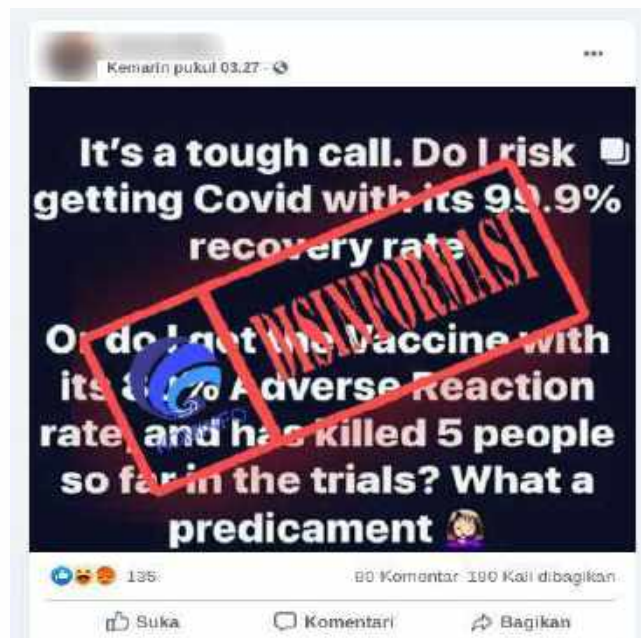 Kemarin pukul 03.27
It's a tough call. Do I risk
getting Covid with its 99.9%
recovery rate
Or do I get the Vaccine with
its % Adverse Reaction
rate, and has killed 5 people
so far in the trials? What a
predicament
DISINFORMASI
KOMINFO
135
80 Komentar 190 Kali dibagikan
Suka
Komentari
Bagikan